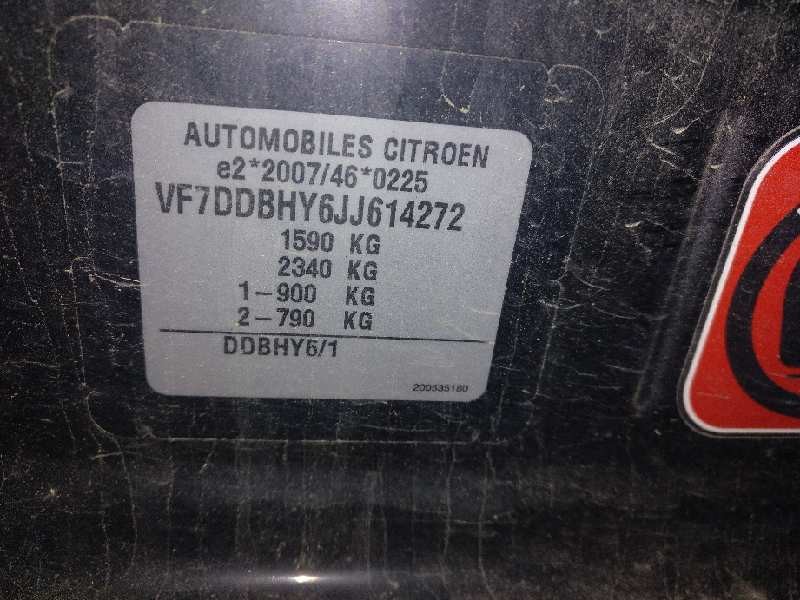 AUTOMOBILES CITROEN
e2*2007/46*0225
VF7DDBHY6JJ614272
1590 KG
2340 KG
1-900 KG
2-790 KG
DDBHY6/1
200535180